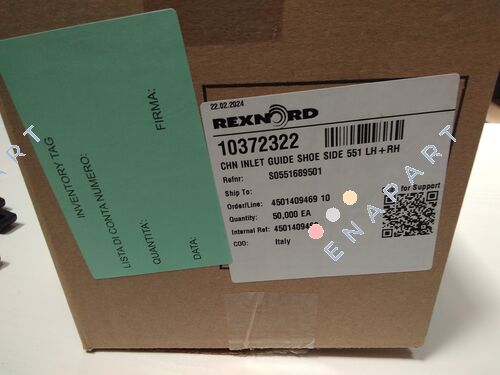 INVENTORY TAG
LISTA DI CONTA NUMERO:
QUANTITA':
FIRMA:
DATA:
22.02.2024
REXNORD
10372322
CHN INLET GUIDE SHOE SIDE 551 LH+RH
Refnr: S0551689501
Ship To:
Order/Line: 4501409469 10
Quantity: 50,000 EA
Internal Ref: 450140946
COO: Italy
for Support
ENAPART